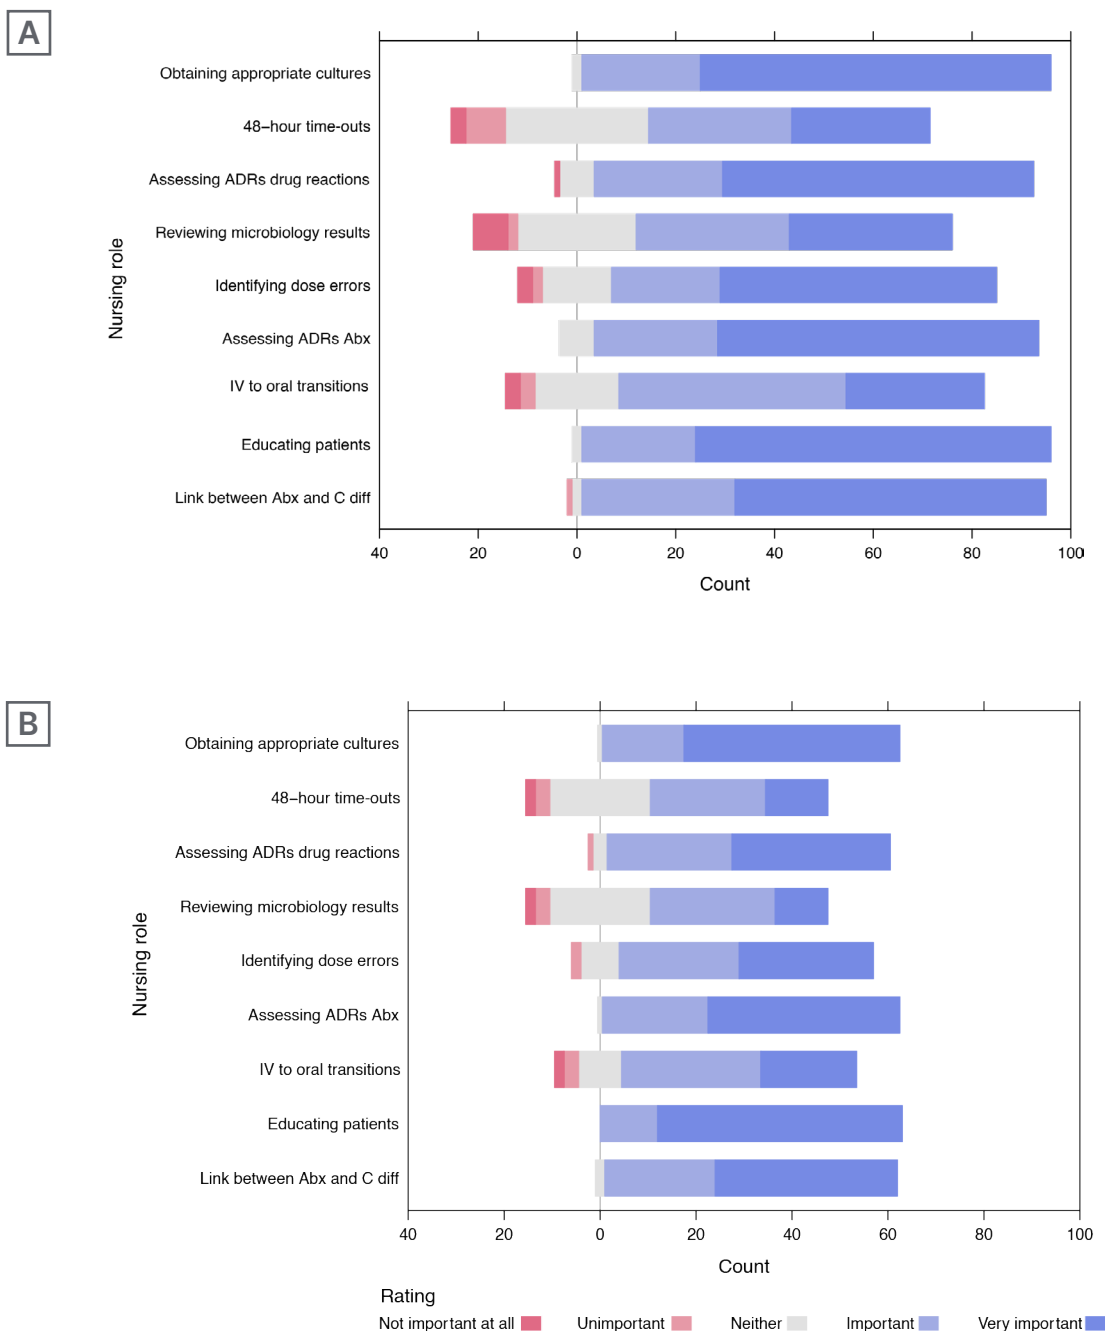 A
Obtaining appropriate cultures
48–hour time-outs
Assessing ADRs drug reactions
Reviewing microbiology results
Identifying dose errors
Assessing ADRs Abx
IV to oral transitions
Educating patients
Link between Abx and C diff
Nursing role
40 20 0 20 40 60 80 100
Count
B
Obtaining appropriate cultures
48–hour time-outs
Assessing ADRs drug reactions
Reviewing microbiology results
Identifying dose errors
Assessing ADRs Abx
IV to oral transitions
Educating patients
Link between Abx and C diff
Nursing role
40 20 0 20 40 60 80 100
Count
Rating
Not important at all Unimportant Neither Important Very important